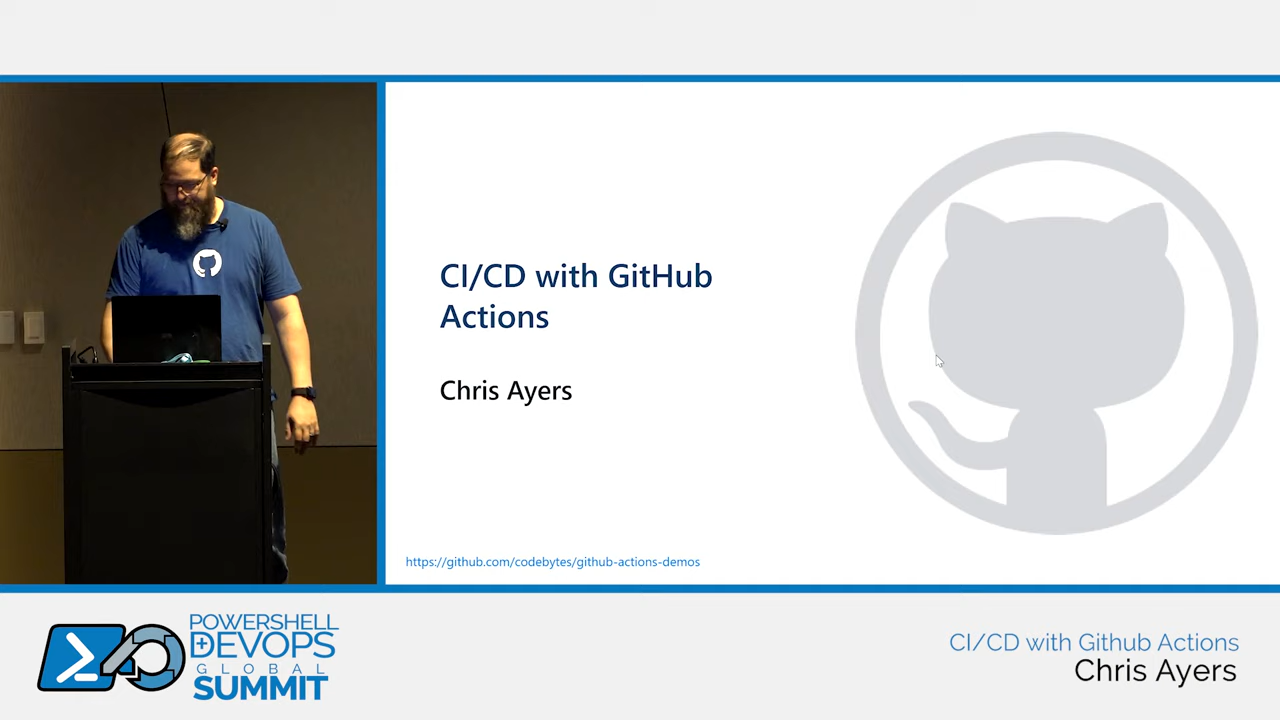 CI/CD with GitHub
Actions
Chris Ayers
https://github.com/codebytes/github-actions-demos
POWERSHELL
+DEVOPS
GLOBAL
SUMMIT
CI/CD with Github Actions
Chris Ayers